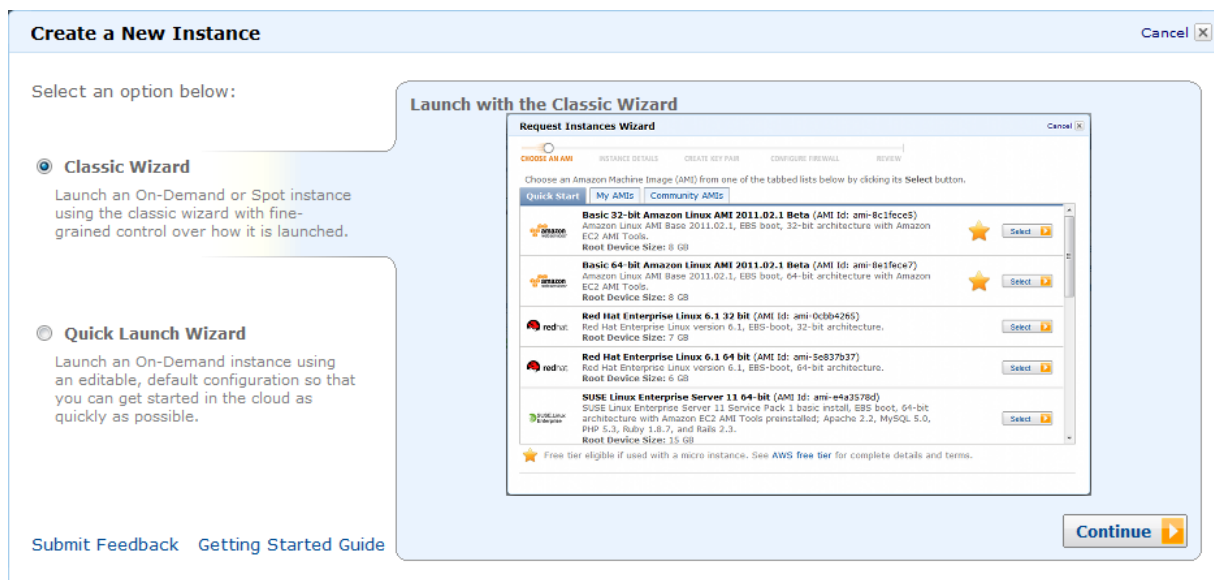 Create a New Instance
Cancel
Select an option below:
Classic Wizard
Launch an On-Demand or Spot instance
using the classic wizard with fine-
grained control over how it is launched.
Quick Launch Wizard
Launch an On-Demand instance using
an editable, default configuration so that
you can get started in the cloud as
quickly as possible.
Submit Feedback Getting Started Guide
Launch with the Classic Wizard
Request Instances Wizard
Cancel
CHOOSE AN AMI INSTANCE DETAILS CREATE KEY PAIR CONFIGURE FIREWALL REVIEW
Choose an Amazon Machine Image (AMI) from one of the tabbed lists below by clicking its Select button.
Quick Start My AMIs Community AMIs
Basic 32-bit Amazon Linux AMI 2011.02.1 Beta (AMI Id: ami-8c1fece5)
amazon
Amazon Linux AMI Base 2011.02.1, EBS boot, 32-bit architecture with Amazon
EC2 AMI Tools.
Root Device Size: 8 GB
Select
Basic 64-bit Amazon Linux AMI 2011.02.1 Beta (AMI Id: ami-8e1fece7)
amazon
Amazon Linux AMI Base 2011.02.1, EBS boot, 64-bit architecture with Amazon
EC2 AMI Tools.
Root Device Size: 8 GB
Select
Red Hat Enterprise Linux 6.1 32 bit (AMI Id: ami-0cbb4265)
redhat
Red Hat Enterprise Linux version 6.1, EBS-boot, 32-bit architecture.
Root Device Size: 7 GB
Select
Red Hat Enterprise Linux 6.1 64 bit (AMI Id: ami-5e837b37)
redhat
Red Hat Enterprise Linux version 6.1, EBS-boot, 64-bit architecture.
Root Device Size: 6 GB
Select
SUSE Linux Enterprise Server 11 64-bit (AMI Id: ami-e4a3578d)
SUSE Linux
Enterprise
SUSE Linux Enterprise Server 11 Service Pack 1 basic install, EBS boot, 64-bit
architecture with Amazon EC2 AMI Tools preinstalled; Apache 2.2, MySQL 5.0,
PHP 5.3, Ruby 1.8.7, and Rails 2.3.
Root Device Size: 15 GB
Select
Free tier eligible if used with a micro instance. See AWS free tier for complete details and terms.
Continue